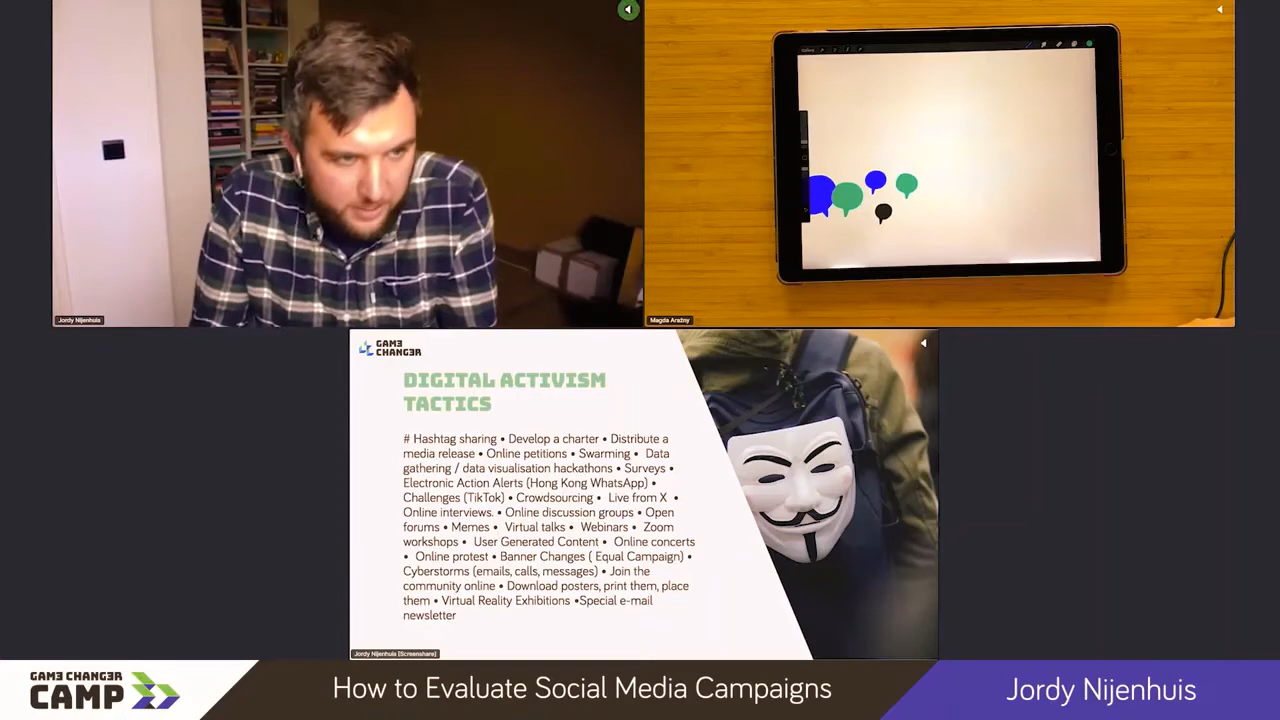 Jordy Nijenhuis
Magda Arażny
Gallery
GAM3
CHANG3R
DIGITAL ACTIVISM
TACTICS
# Hashtag sharing • Develop a charter • Distribute a
media release • Online petitions • Swarming • Data
gathering / data visualisation hackathons • Surveys •
Electronic Action Alerts (Hong Kong WhatsApp) •
Challenges (TikTok) • Crowdsourcing • Live from X •
Online interviews. • Online discussion groups • Open
forums • Memes • Virtual talks • Webinars • Zoom
workshops • User Generated Content • Online concerts
• Online protest • Banner Changes ( Equal Campaign) •
Cyberstorms (emails, calls, messages) • Join the
community online • Download posters, print them, place
them • Virtual Reality Exhibitions •Special e-mail
newsletter
Jordy Nijenhuis [Screenshare]
GAM3 CHANG3R
CAMP
How to Evaluate Social Media Campaigns
Jordy Nijenhuis